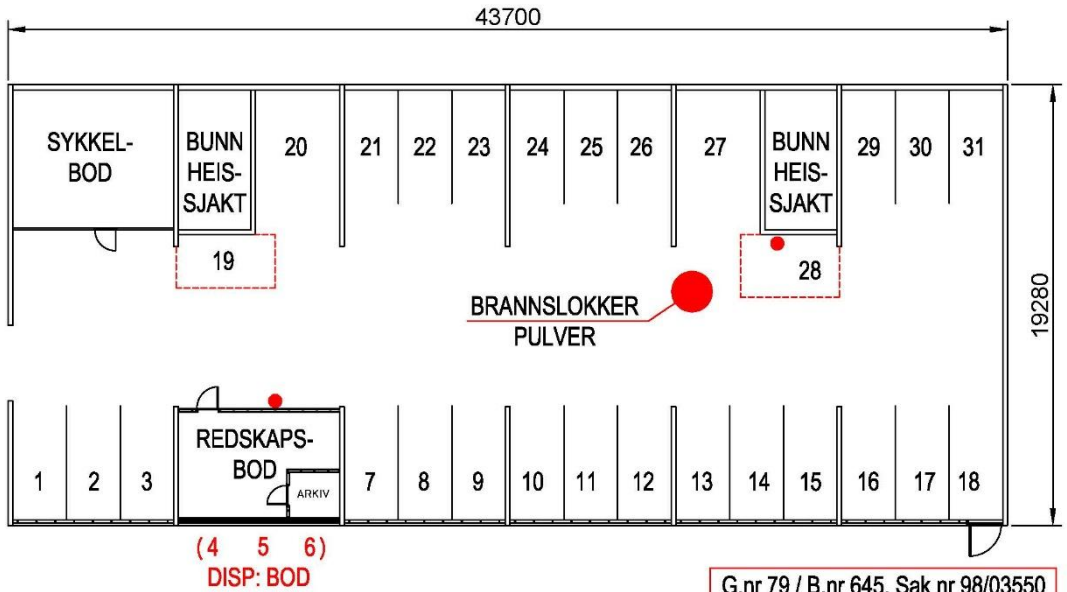 43700
SYKKEL-
BOD
BUNN
HEIS-
SJAKT
20
21
22
23
24
25
26
27
BUNN
HEIS-
SJAKT
29
30
31
19
28
19280
BRANNSLOKKER
PULVER
REDSKAPS-
BOD
ARKIV
1
2
3
7
8
9
10
11
12
13
14
15
16
17
18
(4 5 6)
DISP: BOD
G.nr 79 / B.nr 645, Sak nr 98/03550